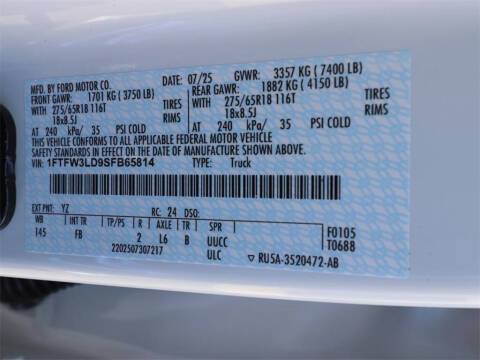 MFD. BY FORD MOTOR CO. DATE: 07/25 GVWR: 3357 KG ( 7400 LB)
FRONT GAWR: 1701 KG ( 3750 LB) REAR GAWR: 1882 KG ( 4150 LB)
WITH 275/65R18 116T TIRES WITH 275/65R18 116T TIRES
18x8.5J RIMS 18x8.5J RIMS
AT 240 kPa/ 35 PSI COLD AT 240 kPa/ 35 PSI COLD
THIS VEHICLE CONFORMS TO ALL APPLICABLE FEDERAL MOTOR VEHICLE
SAFETY STANDARDS IN EFFECT ON THE DATE OF MANUFACTURE SHOWN ABOVE.
VIN: 1FTFW3LD9SFB65814 TYPE: Truck
EXT PNT: YZ RC: 24 DSO: F0105
WB INT TR TP/PS R AXLE TR SPR T0688
145 FB 2 L6 B UUCC
2202507307217 ULC RU5A-3520472-AB